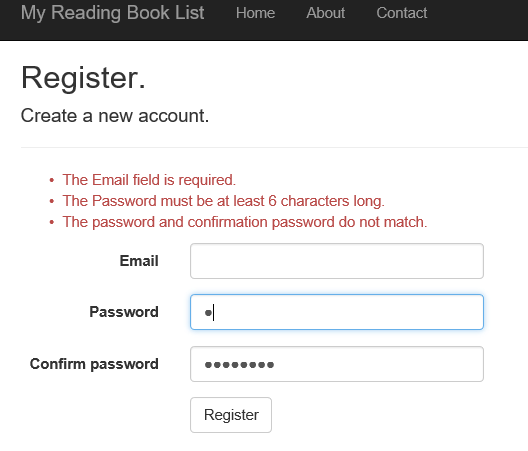 My Reading Book List Home About Contact
Register.
Create a new account.
• The Email field is required.
• The Password must be at least 6 characters long.
• The password and confirmation password do not match.
Email
Password ●
Confirm password ●●●●●●●●
Register